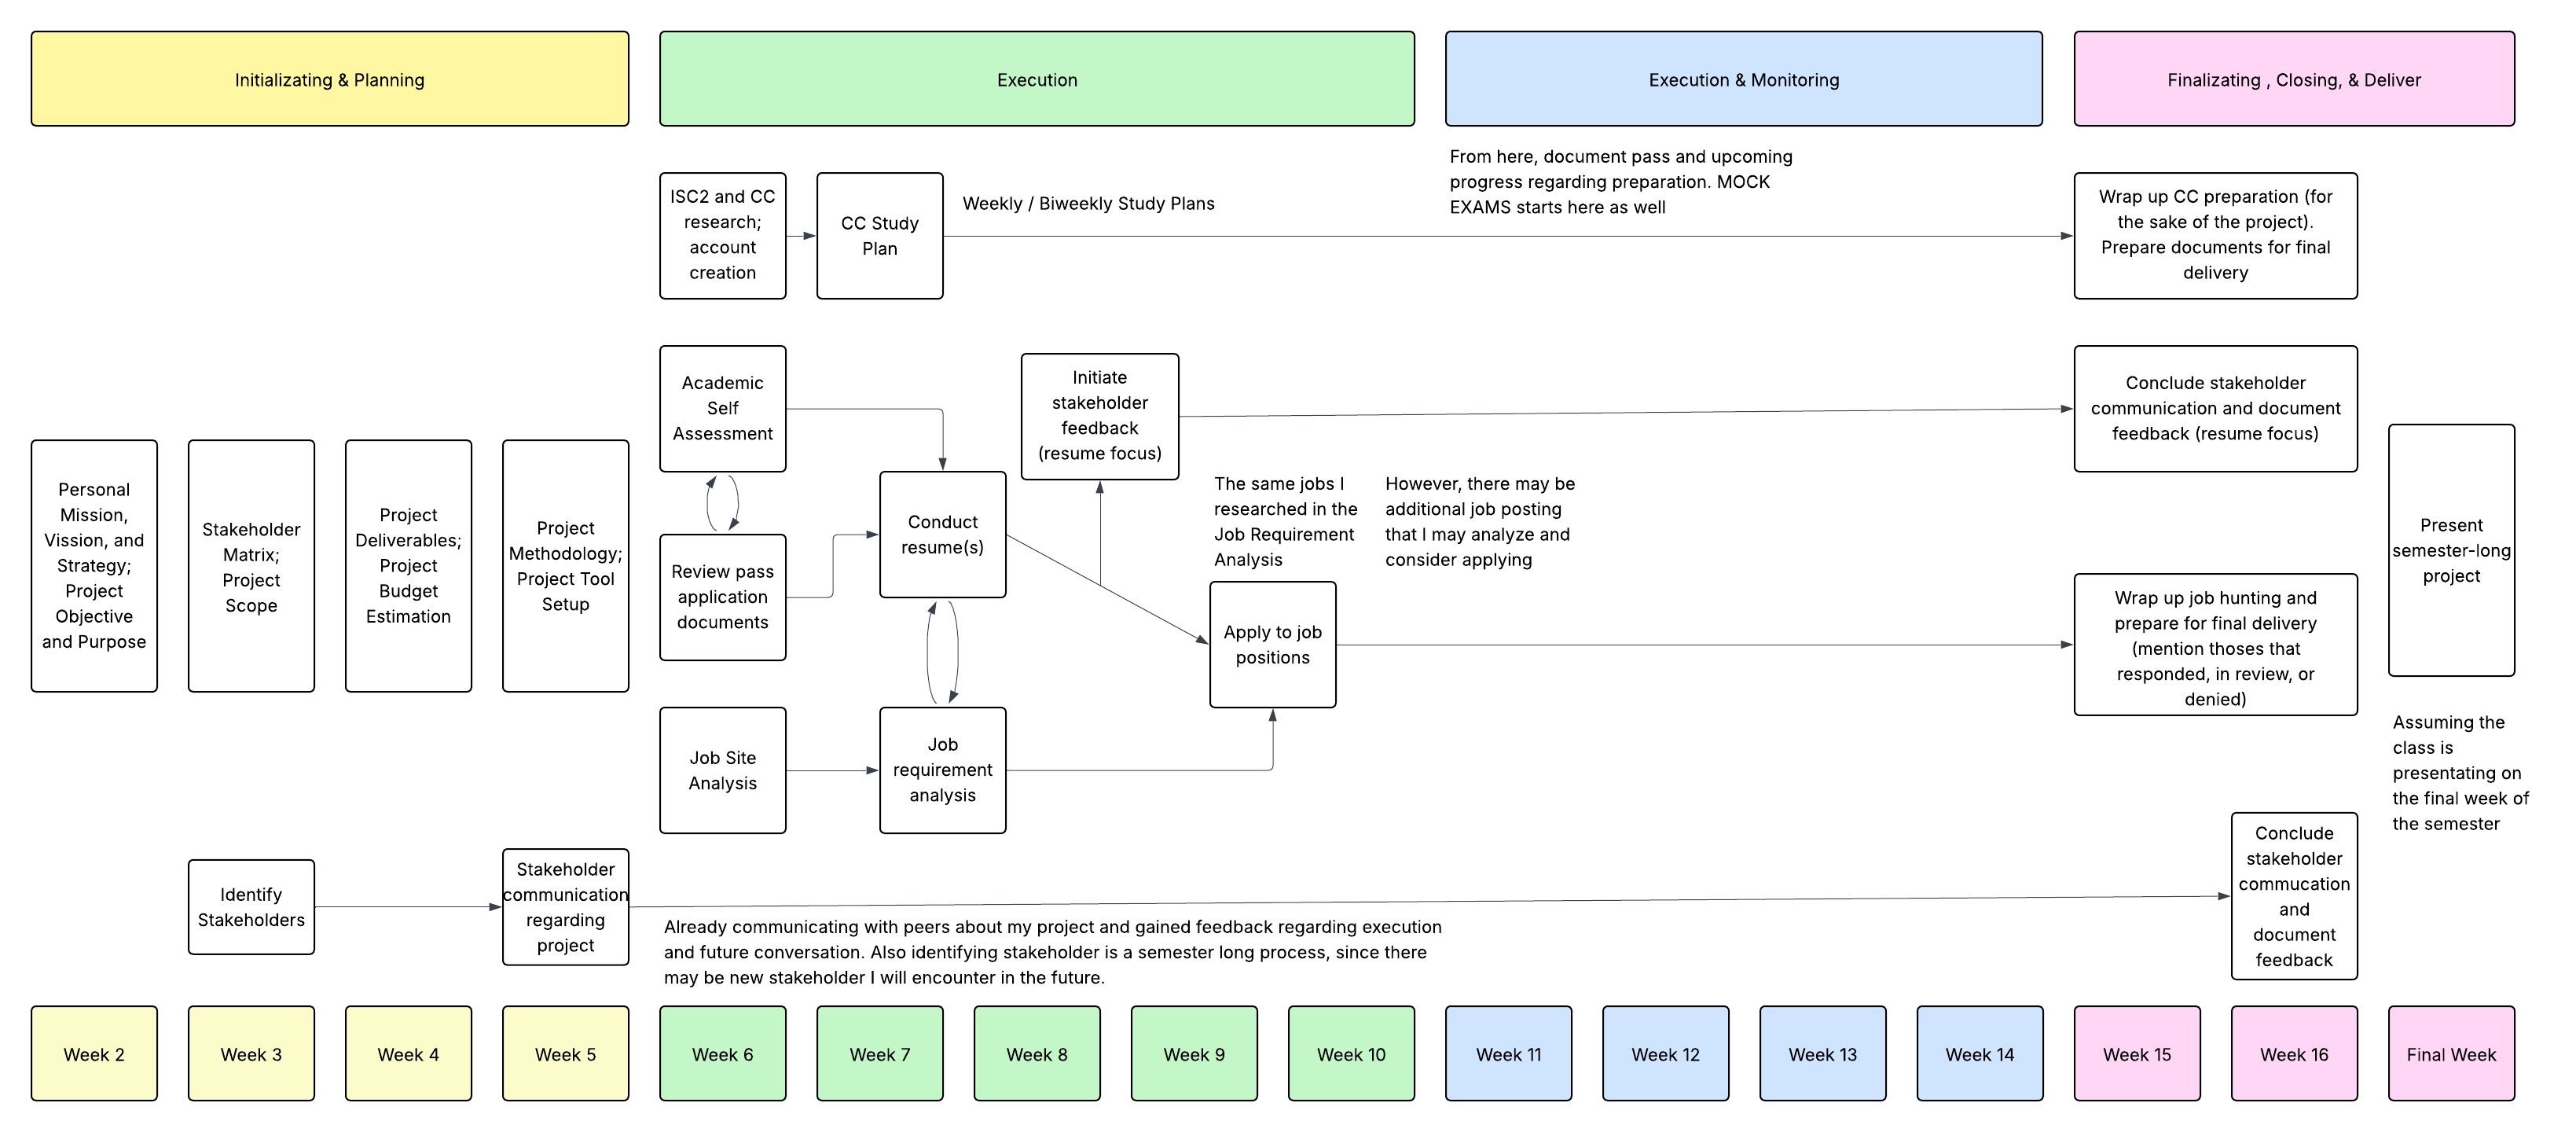 Initializating & Planning
Execution
Execution & Monitoring
Finalizating , Closing, & Deliver
ISC2 and CC
research;
account
creation
CC Study
Plan
Weekly / Biweekly Study Plans
From here, document pass and upcoming
progress regarding preparation. MOCK
EXAMS starts here as well
Wrap up CC preparation (for
the sake of the project).
Prepare documents for final
delivery
Academic
Self
Assessment
Initiate
stakeholder
feedback
(resume focus)
Conclude stakeholder
communication and document
feedback (resume focus)
Personal
Mission,
Vission, and
Strategy;
Project
Objective
and Purpose
Stakeholder
Matrix;
Project
Scope
Project
Deliverables;
Project
Budget
Estimation
Project
Methodology;
Project Tool
Setup
Review pass
application
documents
Conduct
resume(s)
The same jobs I
researched in the
Job Requirement
Analysis
However, there may be
additional job posting
that I may analyze and
consider applying
Apply to job
positions
Wrap up job hunting and
prepare for final delivery
(mention thoses that
responded, in review, or
denied)
Present
semester-long
project
Assuming the
class is
presentating on
the final week of
the semester
Job Site
Analysis
Job
requirement
analysis
Identify
Stakeholders
Stakeholder
communication
regarding
project
Already communicating with peers about my project and gained feedback regarding execution
and future conversation. Also identifying stakeholder is a semester long process, since there
may be new stakeholder I will encounter in the future.
Conclude
stakeholder
commucation
and
document
feedback
Week 2
Week 3
Week 4
Week 5
Week 6
Week 7
Week 8
Week 9
Week 10
Week 11
Week 12
Week 13
Week 14
Week 15
Week 16
Final Week